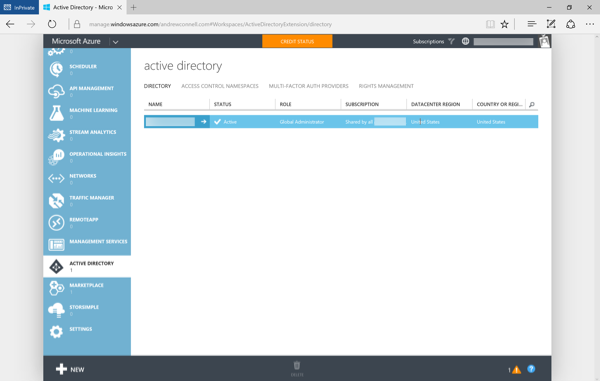 InPrivate
Active Directory - Micro
manage.windowsazure.com/andrewconnell.com#Workspaces/ActiveDirectoryExtension/directory
Microsoft Azure
CREDIT STATUS
Subscriptions
0
SCHEDULER
0
API MANAGEMENT
0
MACHINE LEARNING
0
STREAM ANALYTICS
0
OPERATIONAL INSIGHTS
0
NETWORKS
0
TRAFFIC MANAGER
0
REMOTEAPP
0
MANAGEMENT SERVICES
ACTIVE DIRECTORY
1
MARKETPLACE
1
STORSIMPLE
0
SETTINGS
active directory
DIRECTORY ACCESS CONTROL NAMESPACES MULTI-FACTOR AUTH PROVIDERS RIGHTS MANAGEMENT
NAME STATUS ROLE SUBSCRIPTION DATACENTER REGION COUNTRY OR REGI...
Active Global Administrator Shared by all United States United States
NEW
DELETE
1
?